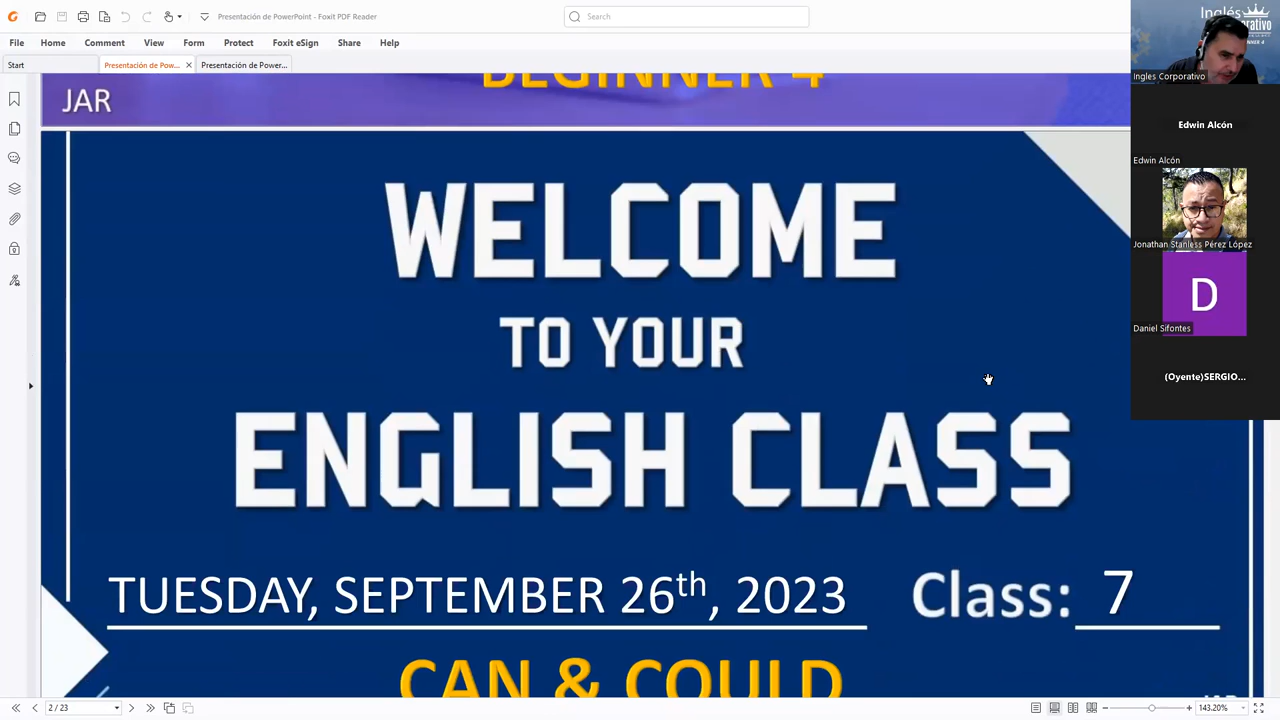 Presentación de PowerPoint - Foxit PDF Reader
Search
File Home Comment View Form Protect Foxit eSign Share Help
Start
Presentación de Pow...
Presentación de Power...
BEGINNER 4
JAR
WELCOME
TO YOUR
ENGLISH CLASS
TUESDAY, SEPTEMBER 26th, 2023
Class: 7
CAN & COULD
Inglés
Ingles Corporativo
Edwin Alcón
Edwin Alcón
Jonathan Stanless Pérez López
D
Daniel Sifontes
(Oyente)SERGIO...
2 / 23
143.20%